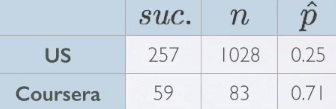 suc. n p̂
US 257 1028 0.25
Coursera 59 83 0.71